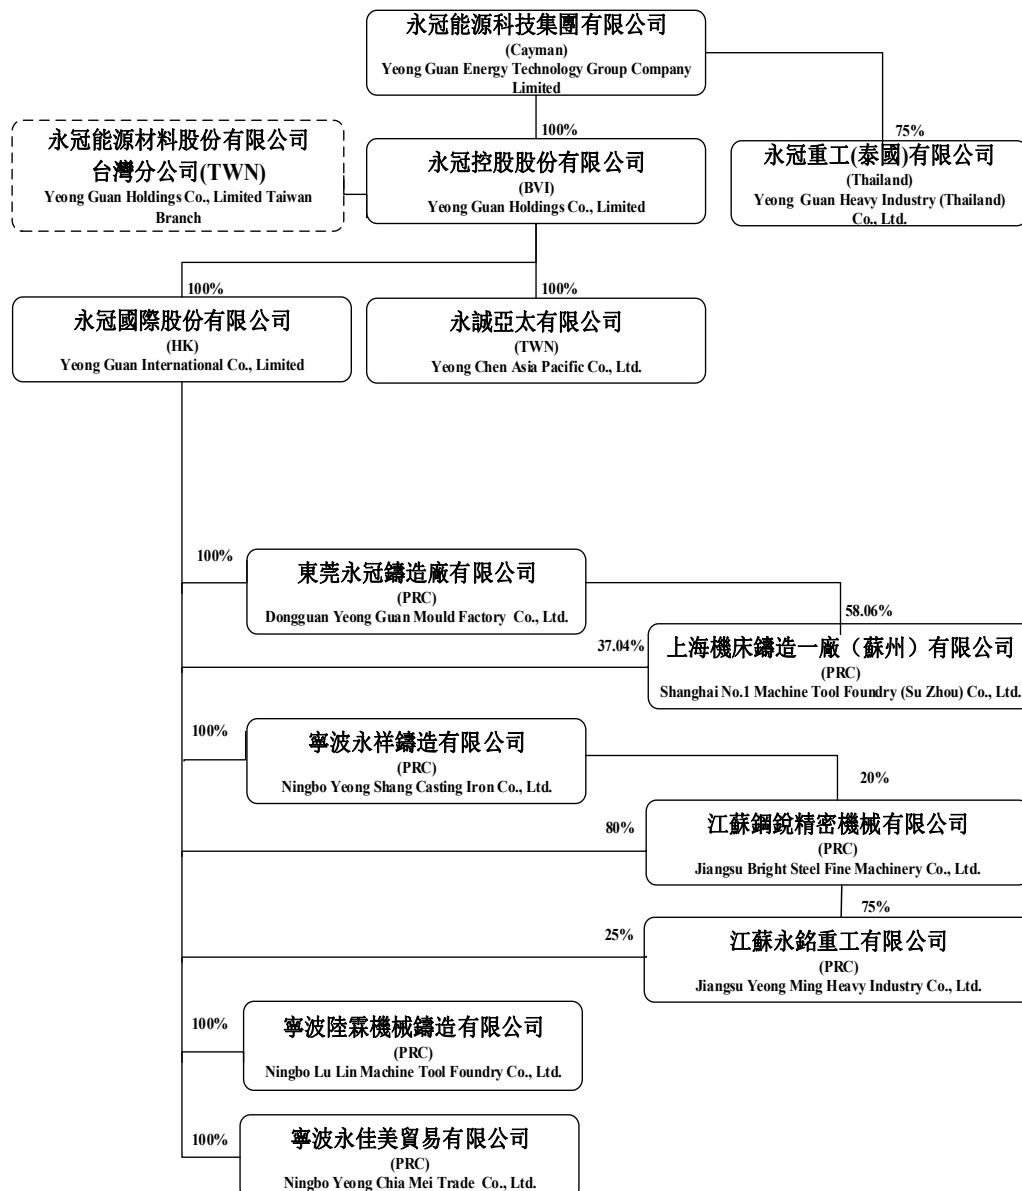 永冠能源科技集團有限公司
(Cayman)
Yeong Guan Energy Technology Group Company
Limited
100%
75%
永冠能源材料股份有限公司
台灣分公司(TWN)
Yeong Guan Holdings Co., Limited Taiwan
Branch
永冠控股股份有限公司
(BVI)
Yeong Guan Holdings Co., Limited
永冠重工(泰國)有限公司
(Thailand)
Yeong Guan Heavy Industry (Thailand)
Co., Ltd.
100%
100%
永冠國際股份有限公司
(HK)
Yeong Guan International Co., Limited
永誠亞太有限公司
(TWN)
Yeong Chen Asia Pacific Co., Ltd.
100%
東莞永冠鑄造廠有限公司
(PRC)
Dongguan Yeong Guan Mould Factory Co., Ltd.
58.06%
37.04%
上海機床鑄造一廠（蘇州）有限公司
(PRC)
Shanghai No.1 Machine Tool Foundry (Su Zhou) Co., Ltd.
100%
寧波永祥鑄造有限公司
(PRC)
Ningbo Yeong Shang Casting Iron Co., Ltd.
20%
80%
江蘇鋼銳精密機械有限公司
(PRC)
Jiangsu Bright Steel Fine Machinery Co., Ltd.
75%
25%
江蘇永銘重工有限公司
(PRC)
Jiangsu Yeong Ming Heavy Industry Co., Ltd.
100%
寧波陸霖機械鑄造有限公司
(PRC)
Ningbo Lu Lin Machine Tool Foundry Co., Ltd.
100%
寧波永佳美貿易有限公司
(PRC)
Ningbo Yeong Chia Mei Trade Co., Ltd.